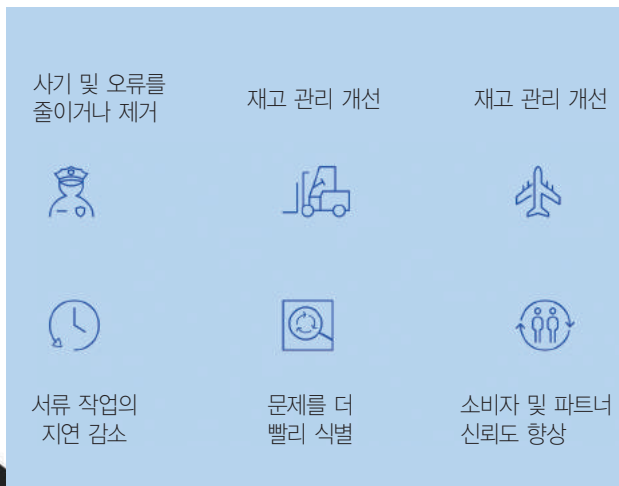 사기 및 오류를
줄이거나 제거
재고 관리 개선
재고 관리 개선
서류 작업의
지연 감소
문제를 더
빨리 식별
소비자 및 파트너
신뢰도 향상